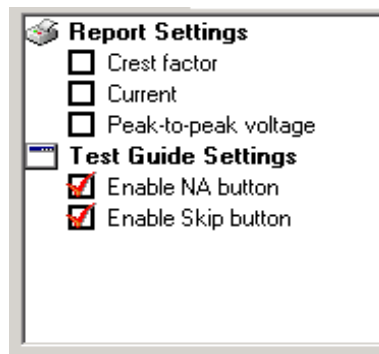 Report Settings
Crest factor
Current
Peak-to-peak voltage
Test Guide Settings
Enable NA button
Enable Skip button